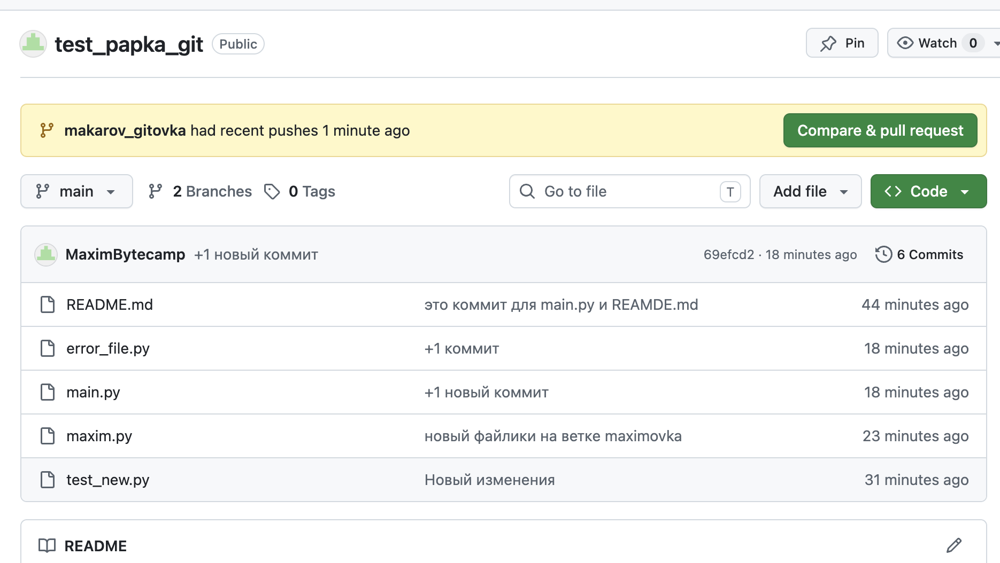 test_papka_git Public Pin Watch 0
makarov_gitovka had recent pushes 1 minute ago Compare & pull request
main 2 Branches 0 Tags Go to file T Add file <> Code
MaximBytecamp +1 новый коммит 69efcd2 · 18 minutes ago 6 Commits
README.md это коммит для main.py и REAMDE.md 44 minutes ago
error_file.py +1 коммит 18 minutes ago
main.py +1 новый коммит 18 minutes ago
maxim.py новый файлики на ветке maximovka 23 minutes ago
test_new.py Новый изменения 31 minutes ago
README